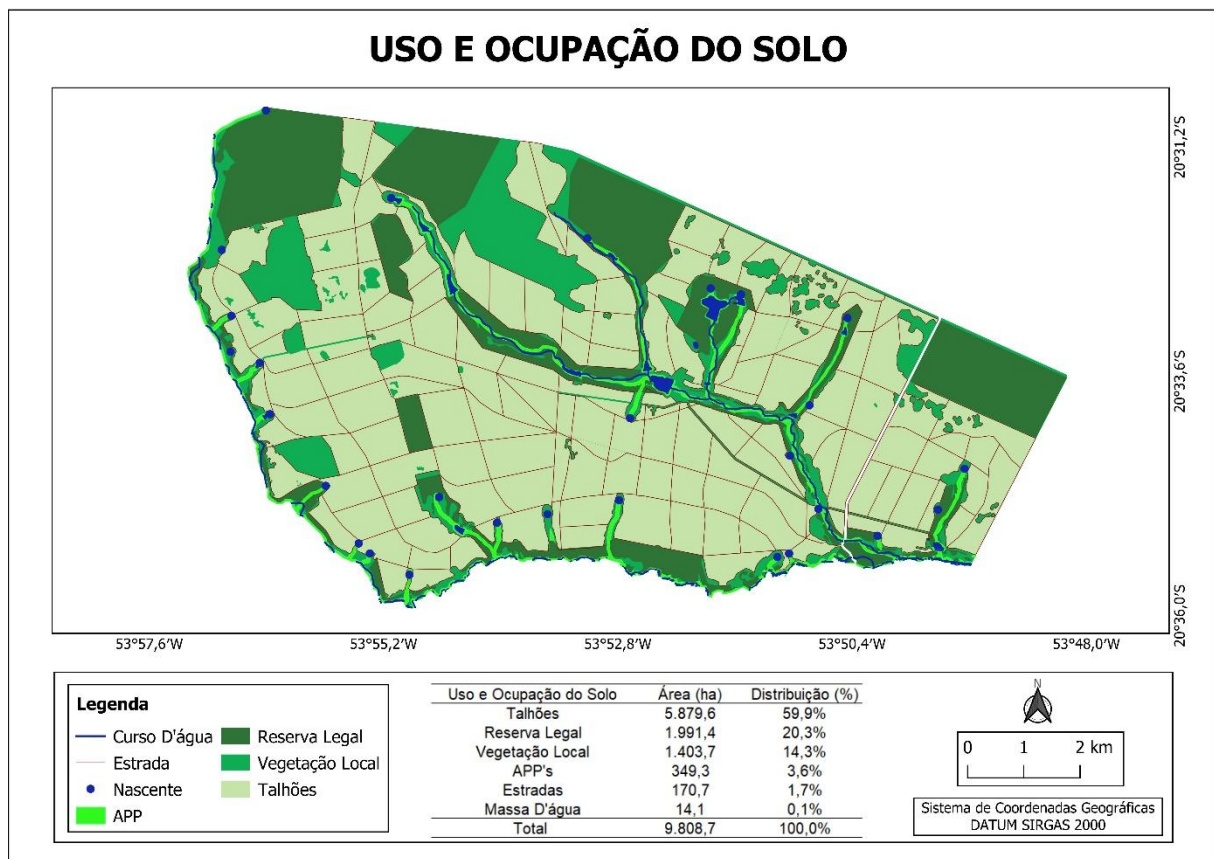 USO E OCUPAÇÃO DO SOLO
20°31,2′S
20°33,6′S
20°36,0′S
53°57,6′W 53°55,2′W 53°52,8′W 53°50,4′W 53°48,0′W
Legenda
Curso D'água
Estrada
Nascente
APP
Reserva Legal
Vegetação Local
Talhões
Uso e Ocupação do Solo Área (ha) Distribuição (%)
Talhões 5.879,6 59,9%
Reserva Legal 1.991,4 20,3%
Vegetação Local 1.403,7 14,3%
APP's 349,3 3,6%
Estradas 170,7 1,7%
Massa D'água 14,1 0,1%
Total 9.808,7 100,0%
N
0 1 2 km
Sistema de Coordenadas Geográficas
DATUM SIRGAS 2000